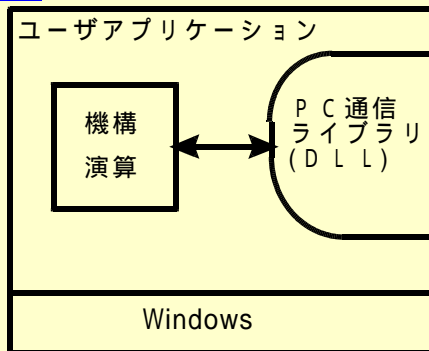 ユーザアプリケーション
機構
演算
ＰＣ通信
ライブラリ
(ＤＬＬ)
Windows